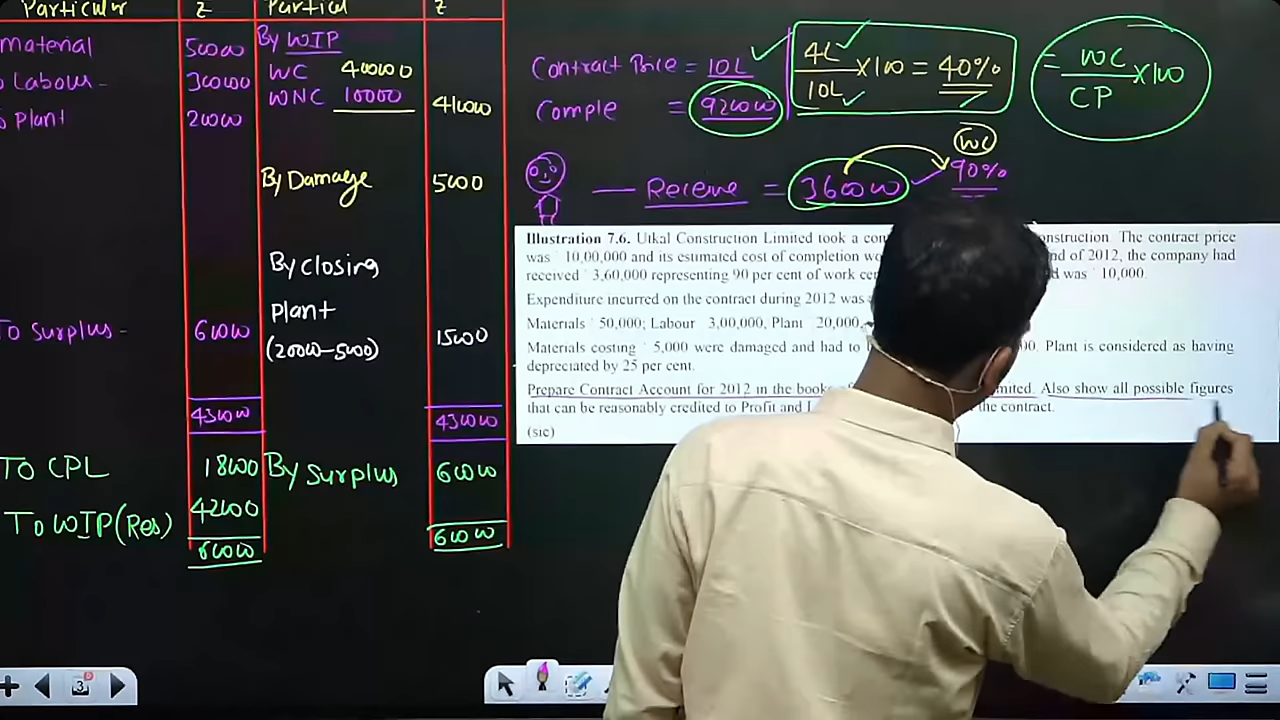 Particular ₹ Particul ₹
material 50000 By WIP
o Labour - 300000 WC 400000
o Plant 20000 WNC 10000 410000
By Damage 5000
By closing
Plant
To Surplus - 60000 (20000-5000) 15000
430000 430000
TO CPL 18000 By Surplus 60000
TO WIP (Res) 42000
60000 60000
Contract Price = 10L
Comple = 920000
4L/10L × 100 = 40%
= WC/CP × 100
WC
Receive = 360000 90%
Illustration 7.6. Utkal Construction Limited took a con onstruction. The contract price
was ` 10,00,000 and its estimated cost of completion wo nd of 2012, the company had
received ` 3,60,000 representing 90 per cent of work ce d was ` 10,000.
Expenditure incurred on the contract during 2012 was
Materials ` 50,000; Labour ` 3,00,000, Plant ` 20,000.
Materials costing ` 5,000 were damaged and had to 00. Plant is considered as having
depreciated by 25 per cent.
Prepare Contract Account for 2012 in the book imited. Also show all possible figures
that can be reasonably credited to Profit and L the contract.
(sic)
3